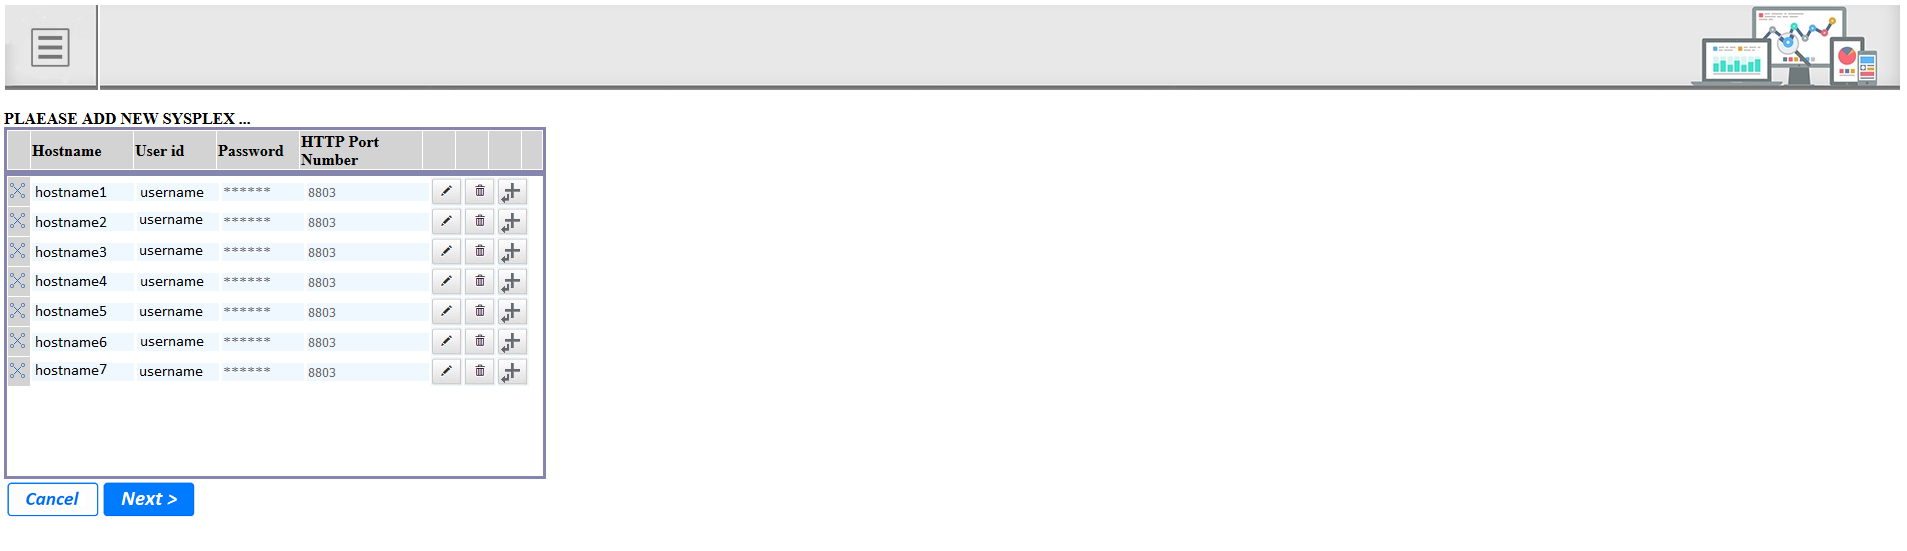 PLAEASE ADD NEW SYSPLEX ...
Hostname User id Password HTTP Port Number
hostname1 username ****** 8803
hostname2 username ****** 8803
hostname3 username ****** 8803
hostname4 username ****** 8803
hostname5 username ****** 8803
hostname6 username ****** 8803
hostname7 username ****** 8803
Cancel Next >